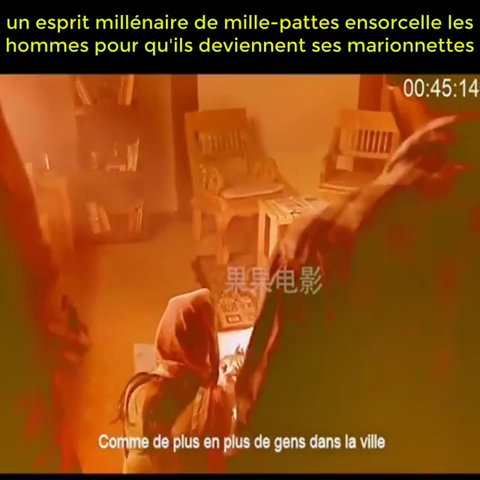 un esprit millénaire de mille-pattes ensorcelle les
hommes pour qu'ils deviennent ses marionnettes
00:45:14
果果电影
Comme de plus en plus de gens dans la ville